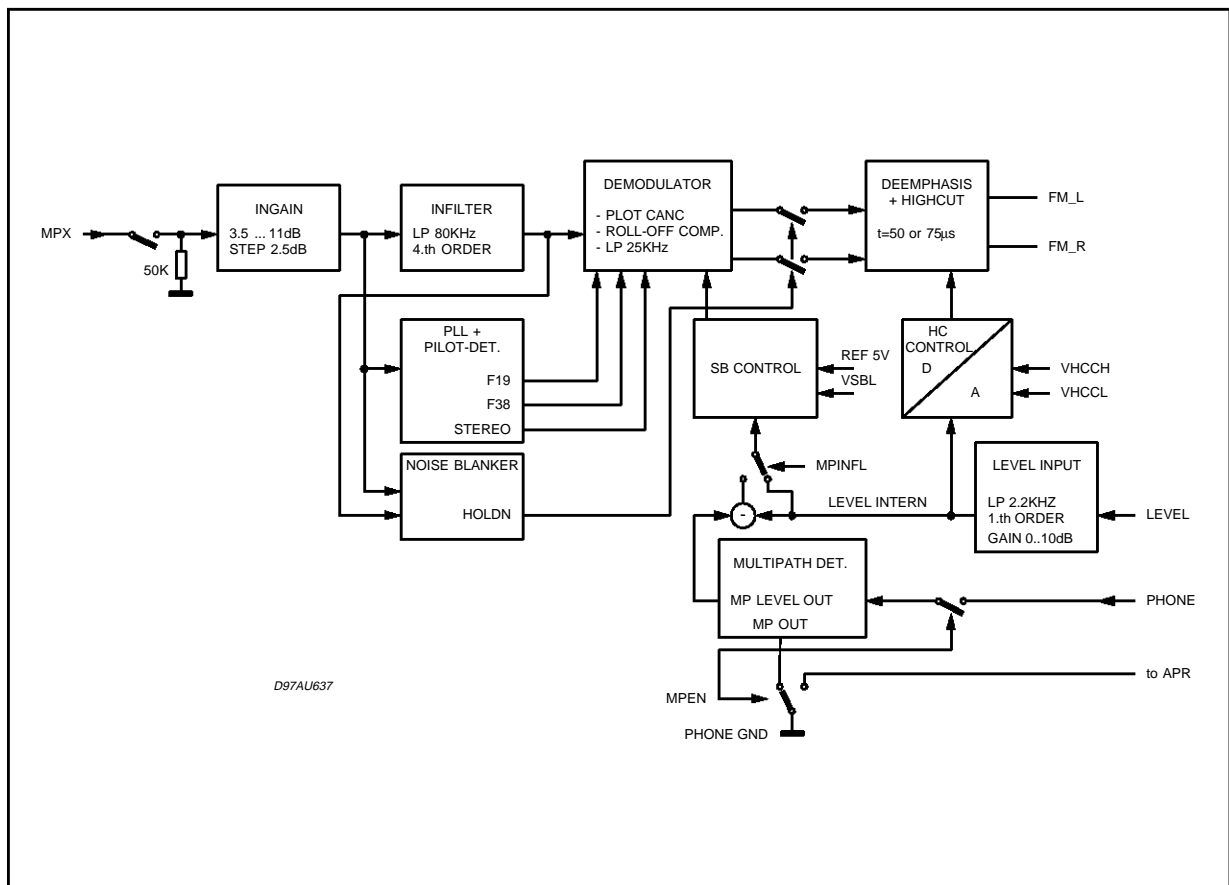 MPX
50K
INGAIN
3.5 ... 11dB
STEP 2.5dB
INFILTER
LP 80KHz
4.th ORDER
DEMODULATOR
- PLOT CANC
- ROLL-OFF COMP.
- LP 25KHz
DEEMPHASIS
+ HIGHCUT
t=50 or 75µs
FM_L
FM_R
PLL +
PILOT-DET.
F19
F38
STEREO
NOISE BLANKER
HOLDN
SB CONTROL
REF 5V
VSBL
HC
CONTROL
D
A
VHCCH
VHCCL
MPINFL
-
LEVEL INTERN
LEVEL INPUT
LP 2.2KHZ
1.th ORDER
GAIN 0..10dB
LEVEL
MULTIPATH DET.
MP LEVEL OUT
MP OUT
PHONE
to APR
MPEN
PHONE GND
D97AU637